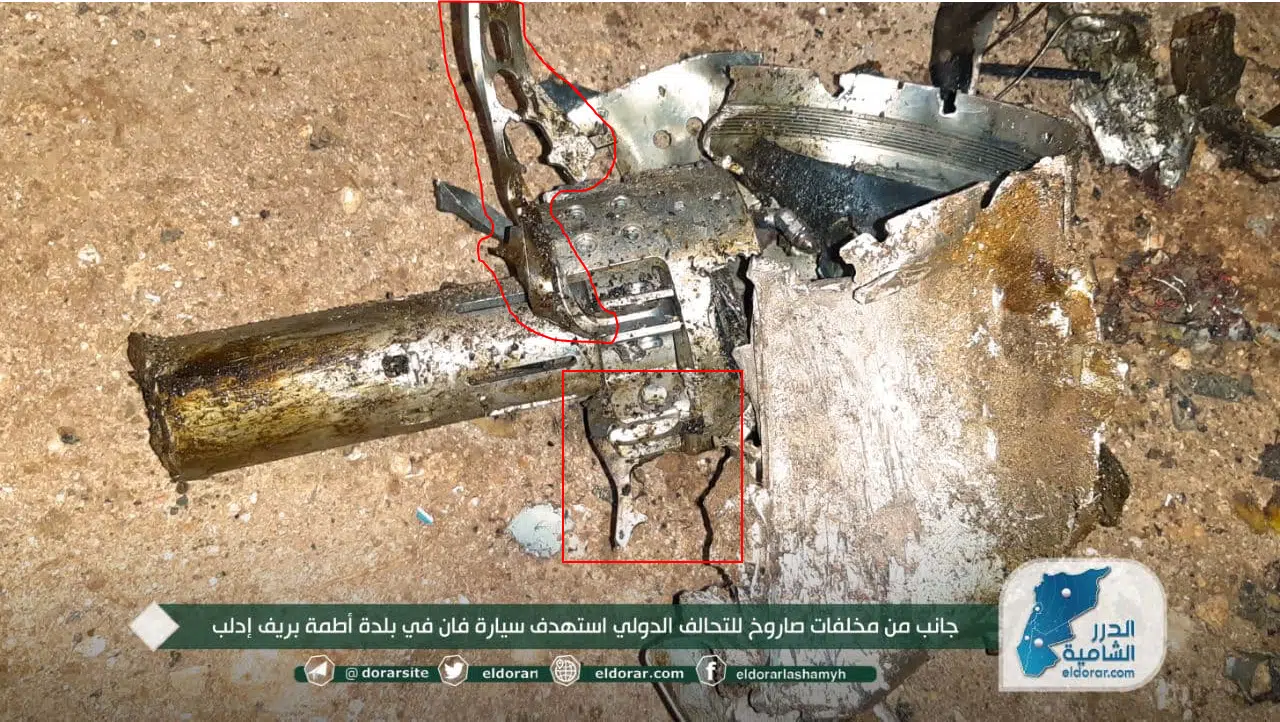 جانب من مخلفات صاروخ للتحالف الدولي استهدف سيارة فان في بلدة أطمة بريف إدلب
الدرر
الشامية
eldorar.com
@dorarsite
eldorar1
eldorar.com
eldorarlashamyh